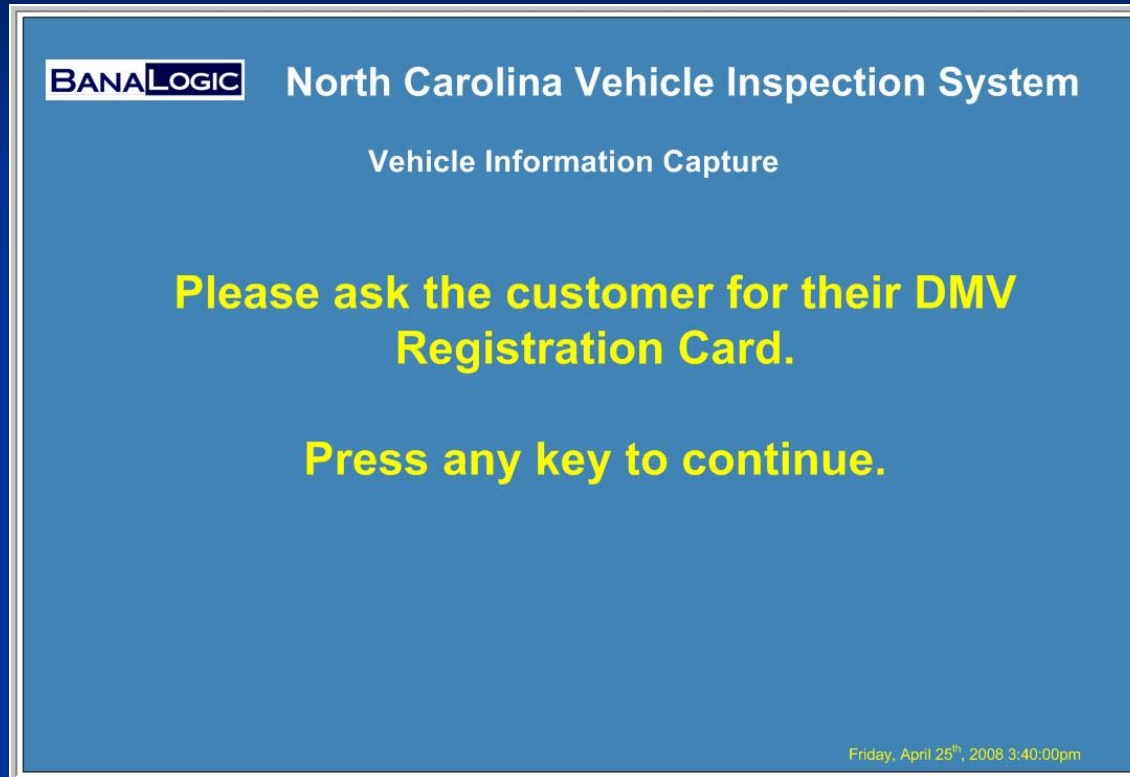 BANALOGIC North Carolina Vehicle Inspection System
Vehicle Information Capture
Please ask the customer for their DMV
Registration Card.
Press any key to continue.
Friday, April 25th, 2008 3:40:00pm